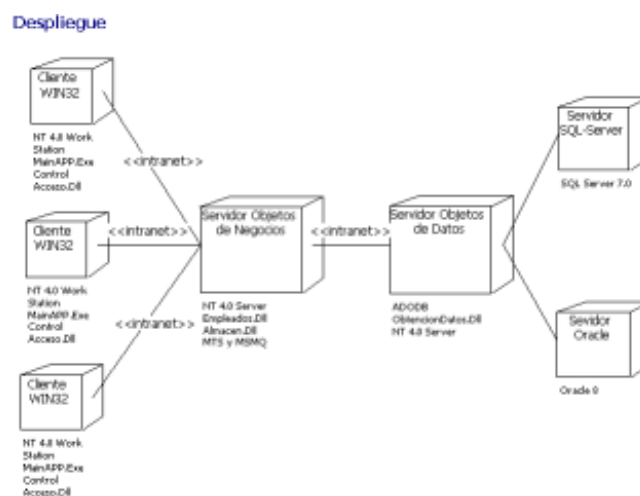 Despliegue
Cliente
WIN32
NT 4.0 Work
Station
MainAPP.Exe
Control
Acceso.Dll
<<intranet>>
Cliente
WIN32
NT 4.0 Work
Station
MainAPP.Exe
Control
Acceso.Dll
<<intranet>>
Cliente
WIN32
NT 4.0 Work
Station
MainAPP.Exe
Control
Acceso.Dll
<<intranet>>
Servidor Objetos
de Negocios
NT 4.0 Server
Empleados.Dll
Almacen.Dll
MTS y MSMQ
<<intranet>>
Servidor Objetos
de Datos
ADODB
ObtencionDatos.Dll
NT 4.0 Server
Servidor
SQL-Server
SQL Server 7.0
Sevidor
Oracle
Oracle 8